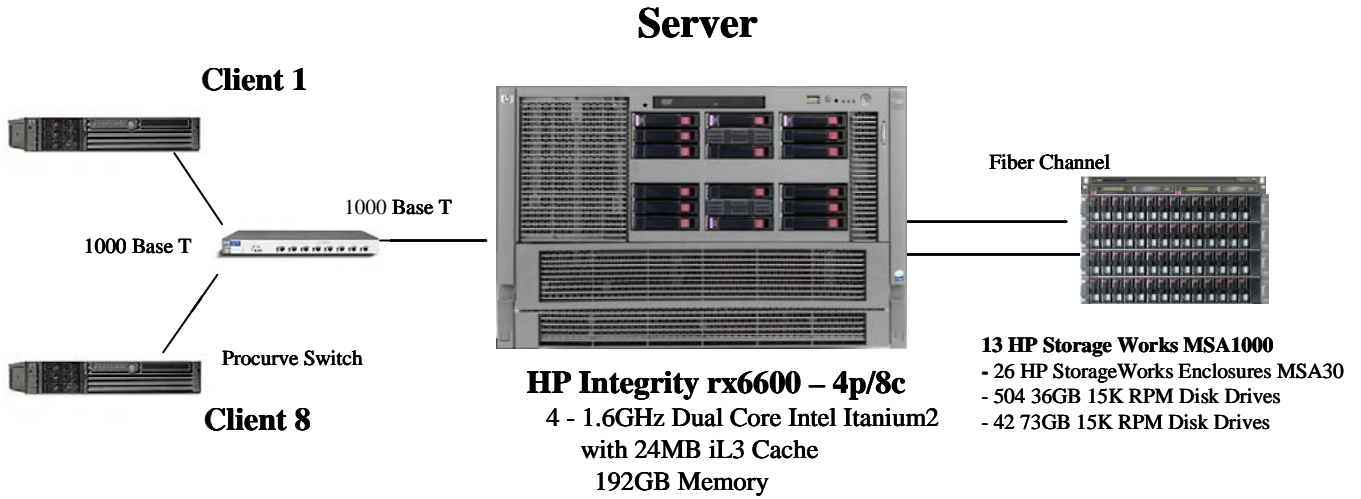 Server
Client 1
Fiber Channel
1000 Base T
1000 Base T
Procurve Switch
Client 8
HP Integrity rx6600 – 4p/8c
4 - 1.6GHz Dual Core Intel Itanium2
with 24MB iL3 Cache
192GB Memory
13 HP Storage Works MSA1000
- 26 HP StorageWorks Enclosures MSA30
- 504 36GB 15K RPM Disk Drives
- 42 73GB 15K RPM Disk Drives